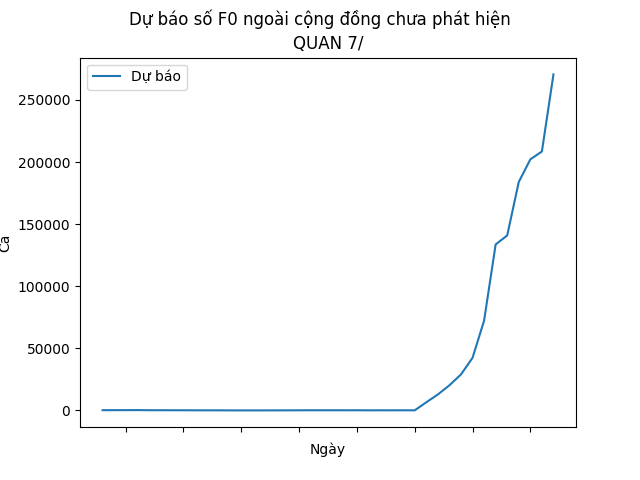 Dự báo số F0 ngoài cộng đồng chưa phát hiện
QUAN 7/
Dự báo
250000
200000
150000
100000
50000
0
Ca
Ngày